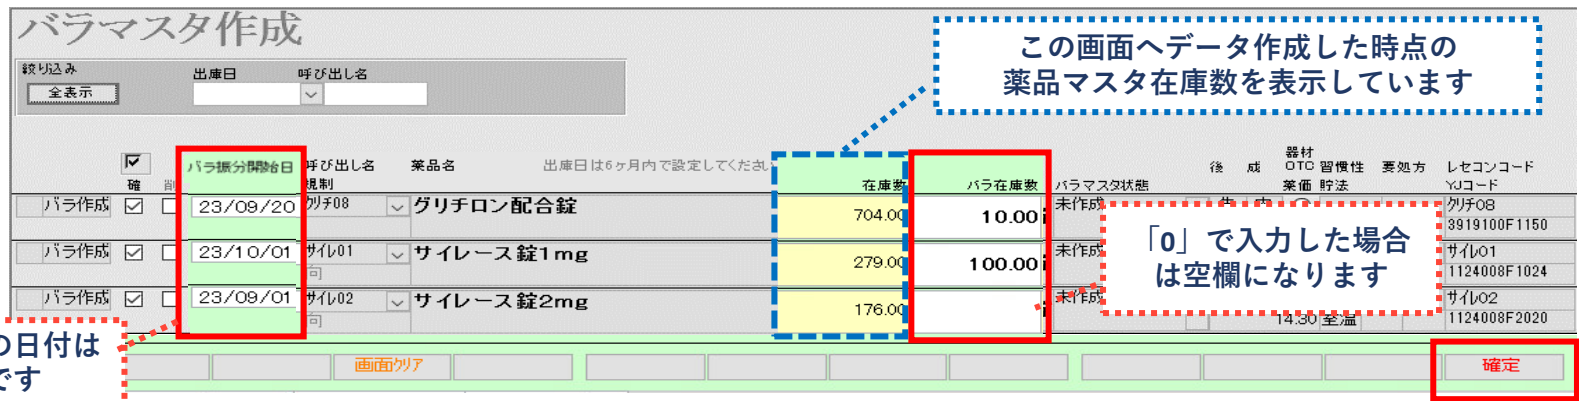 バラマスタ作成
絞り込み
全表示
出庫日
呼び出し名
この画面へデータ作成した時点の
薬品マスタ在庫数を表示しています
確
バラ振分開始日
呼び出し名
規制
薬品名
出庫日は6ヶ月内で設定してくださ
在庫数
バラ在庫数
バラマスタ状態
後
成
器材
OTC
薬価
習慣性
貯法
要処方
レセコンコード
YJコード
バラ作成
23/09/20
グリチ08
グリチロン配合錠
704.00
10.00
未作成
グリチ08
3919100F1150
バラ作成
23/10/01
サイレ01
向
サイレース錠1mg
279.00
100.00
未作成
サイレ01
1124008F1024
バラ作成
23/09/01
サイレ02
向
サイレース錠2mg
176.00
未作成
14.30
室温
サイレ02
1124008F2020
「0」で入力した場合
は空欄になります
の日付は
です
画面クリア
確定